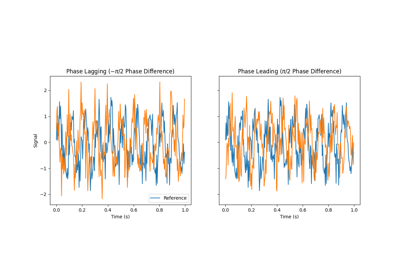 Phase Lagging (−π/2 Phase Difference)
Phase Leading (π/2 Phase Difference)
Signal
2
1
0
−1
−2
0.0 0.2 0.4 0.6 0.8 1.0
0.0 0.2 0.4 0.6 0.8 1.0
Reference
Time (s)
Time (s)